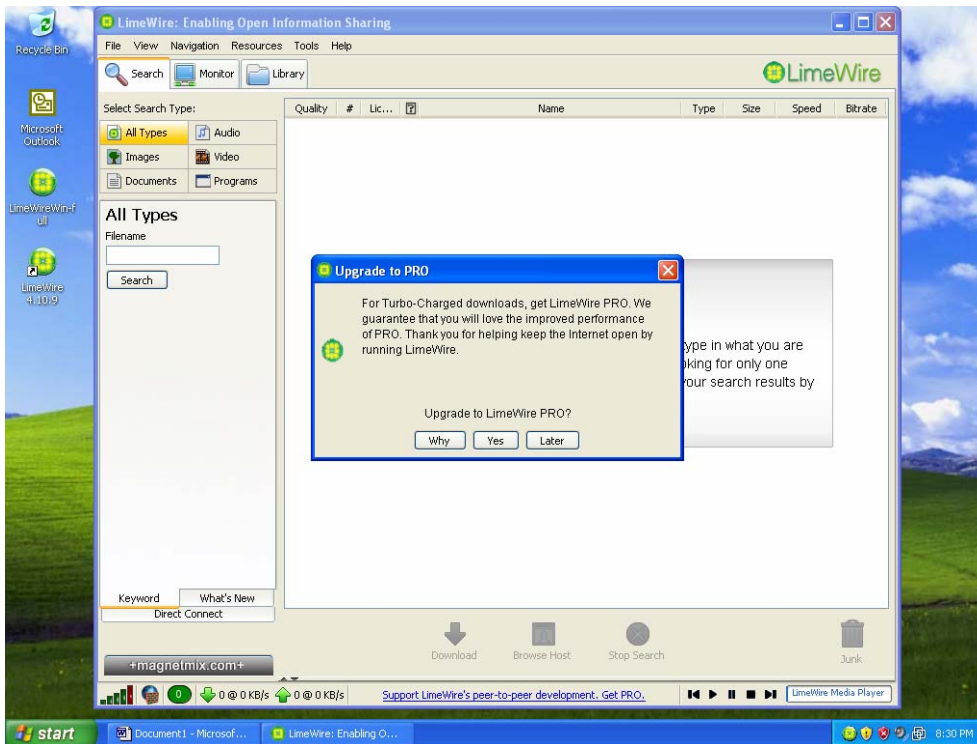 Recycle Bin
Microsoft
Outlook
LimeWireWin-f
ull
LimeWire
4.10.9
LimeWire: Enabling Open Information Sharing
File View Navigation Resources Tools Help
Search Monitor Library
LimeWire
Select Search Type:
All Types Audio
Images Video
Documents Programs
All Types
Filename
Search
Quality # Lic... ? Name Type Size Speed Bitrate
Upgrade to PRO
For Turbo-Charged downloads, get LimeWire PRO. We
guarantee that you will love the improved performance
of PRO. Thank you for helping keep the Internet open by
running LimeWire.
Upgrade to LimeWire PRO?
Why Yes Later
type in what you are
for only one
your search results by
Keyword What's New
Direct Connect
+magnetmix.com+
Download Browse Host Stop Search Junk
0 0 @ 0 KB/s 0 @ 0 KB/s Support LimeWire's peer-to-peer development. Get PRO. LimeWire Media Player
start Document1 - Microsof... LimeWire: Enabling O... 8:30 PM